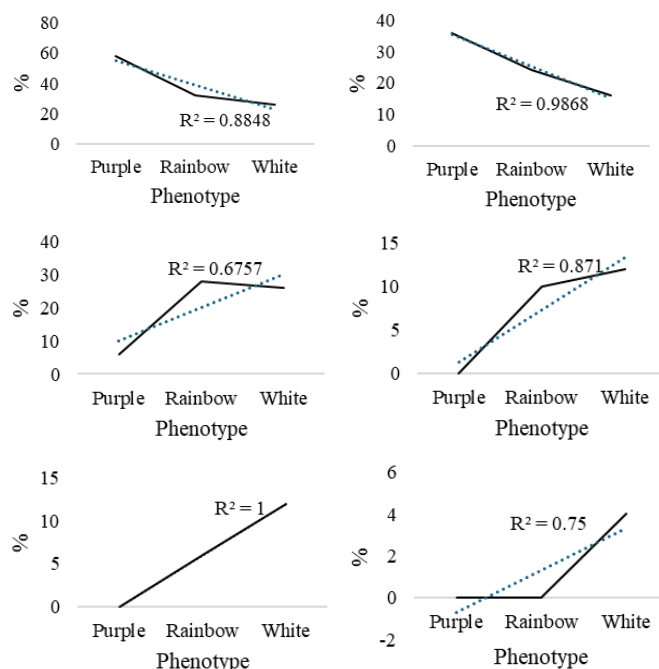 80
60
40
20
0
%
R² = 0.8848
Purple Rainbow White
Phenotype
40
30
20
10
0
%
R² = 0.9868
Purple Rainbow White
Phenotype
40
30
20
10
0
%
R² = 0.6757
Purple Rainbow White
Phenotype
15
10
5
0
%
R² = 0.871
Purple Rainbow White
Phenotype
15
10
5
0
%
R² = 1
Purple Rainbow White
Phenotype
6
4
2
0
-2
%
R² = 0.75
Purple Rainbow White
Phenotype